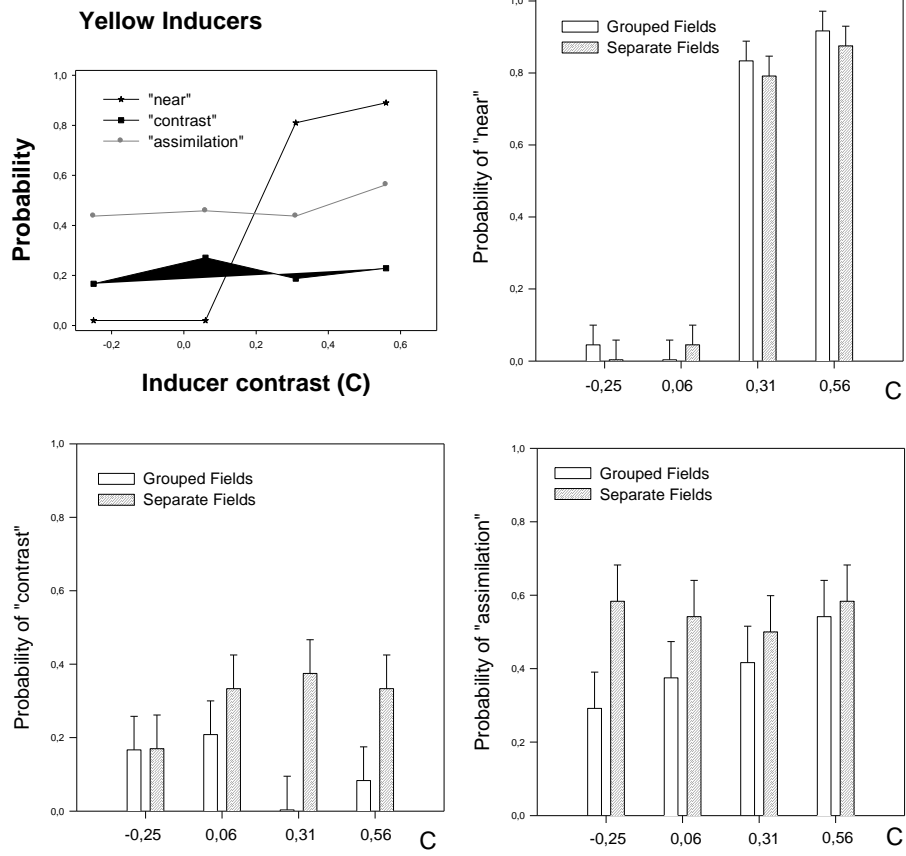 Yellow Inducers
Probability
1,0
0,8
0,6
0,4
0,2
0,0
"near"
"contrast"
"assimilation"
-0,2
0,0
0,2
0,4
0,6
Inducer contrast (C)
Probability of "near"
1,0
0,8
0,6
0,4
0,2
0,0
Grouped Fields
Separate Fields
-0,25
0,06
0,31
0,56
C
Probability of "contrast"
1,0
0,8
0,6
0,4
0,2
0,0
Grouped Fields
Separate Fields
-0,25
0,06
0,31
0,56
C
Probability of "assimilation"
1,0
0,8
0,6
0,4
0,2
0,0
Grouped Fields
Separate Fields
-0,25
0,06
0,31
0,56
C